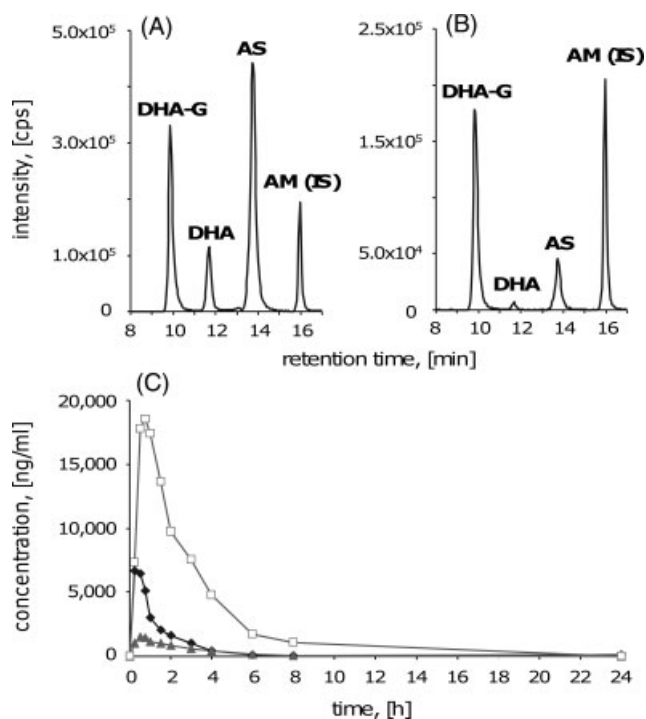 (A)
5.0x10⁵
3.0x10⁵
1.0x10⁵
0
intensity, [cps]
DHA-G
DHA
AS
AM (IS)
8 10 12 14 16
(B)
2.5x10⁵
1.5x10⁵
5.0x10⁴
0
DHA-G
DHA
AS
AM (IS)
8 10 12 14 16
retention time, [min]
(C)
concentration, [ng/ml]
20,000
15,000
10,000
5,000
0
0 2 4 6 8 10 12 14 16 18 20 22 24
time, [h]